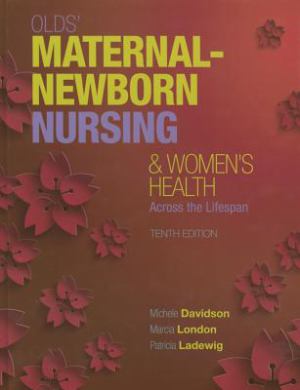 OLDS'
MATERNAL-
NEWBORN
NURSING
& WOMEN'S
HEALTH
Across the Lifespan
TENTH EDITION
Michele Davidson
Marcia London
Patricia Ladewig